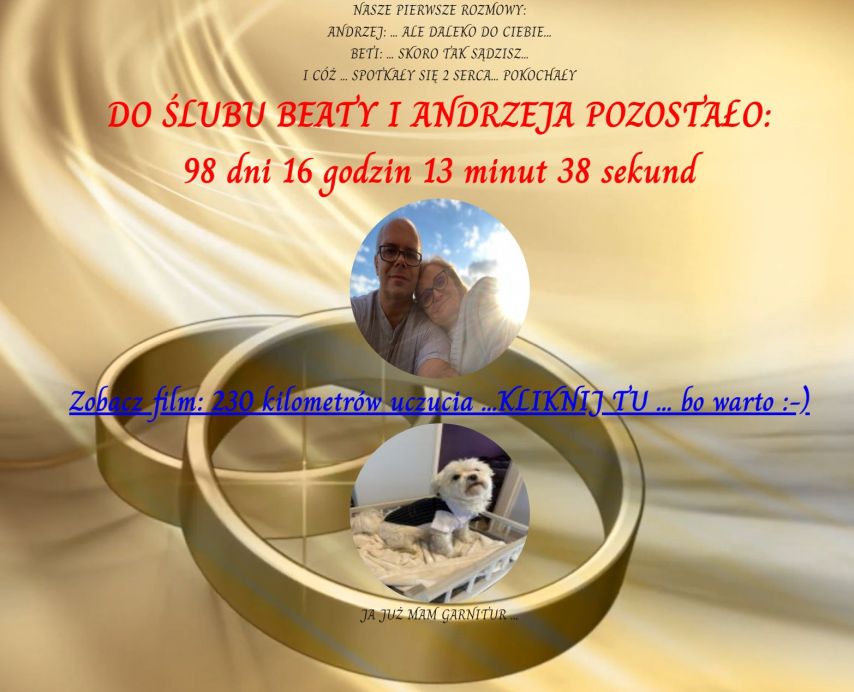 NASZE PIERWSZE ROZMOWY:
ANDRZEJ: ... ALE DALEKO DO CIEBIE...
BETI: ... SKORO TAK SĄDZISZ...
I CÓŻ ... SPOTKAŁY SIĘ 2 SERCA... POKOCHAŁY
DO ŚLUBU BEATY I ANDRZEJA POZOSTAŁO:
98 dni 16 godzin 13 minut 38 sekund
Zobacz film: 230 kilometrów uczucia ...KLIKNIJ TU ... bo warto :-)
JA JUŻ MAM GARNITUR ...